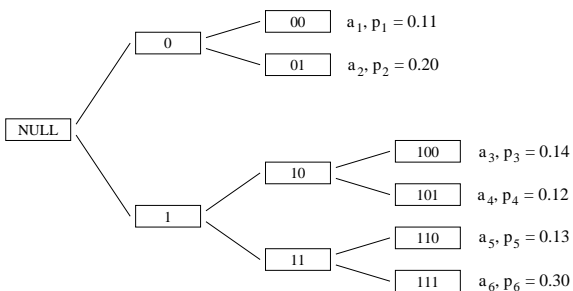 00 a₁, p₁ = 0.11
0
01 a₂, p₂ = 0.20
NULL
100 a₃, p₃ = 0.14
10
101 a₄, p₄ = 0.12
1
110 a₅, p₅ = 0.13
11
111 a₆, p₆ = 0.30